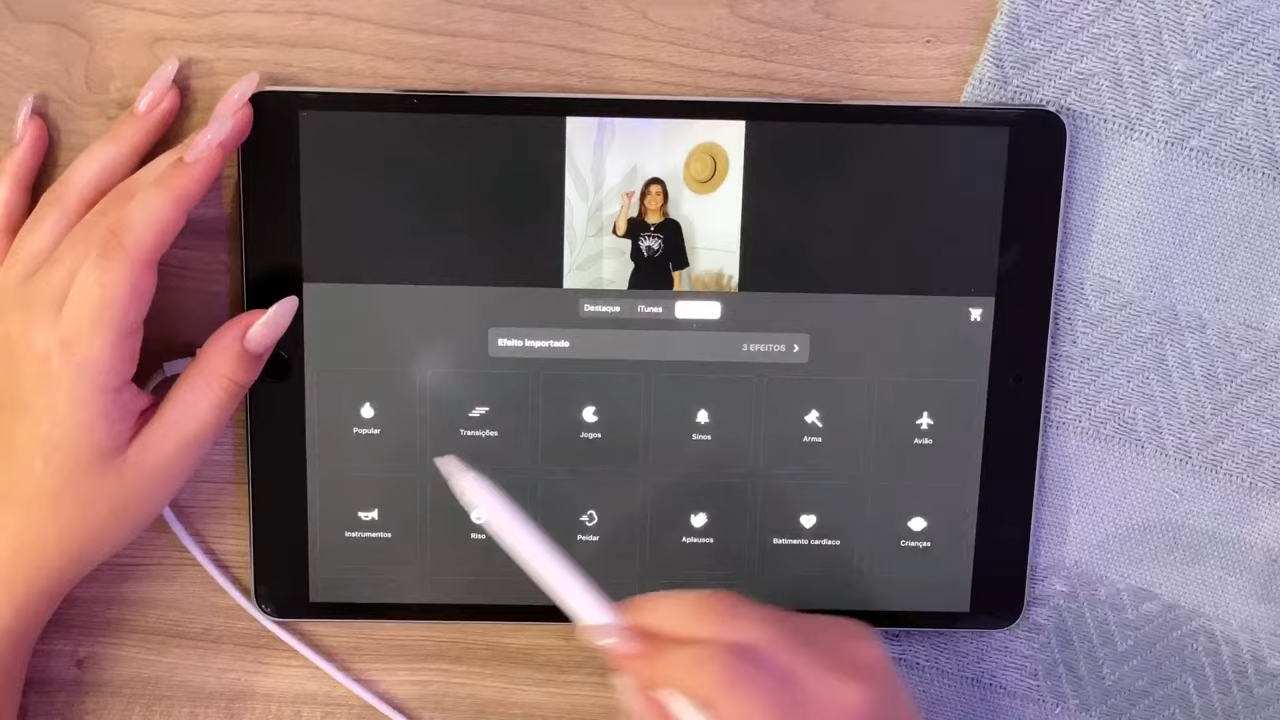 Destaque iTunes
Efeito importado 3 EFEITOS
Popular Transições Jogos Sinos Arma Avião
Instrumentos Riso Peidar Aplausos Batimento cardíaco Crianças